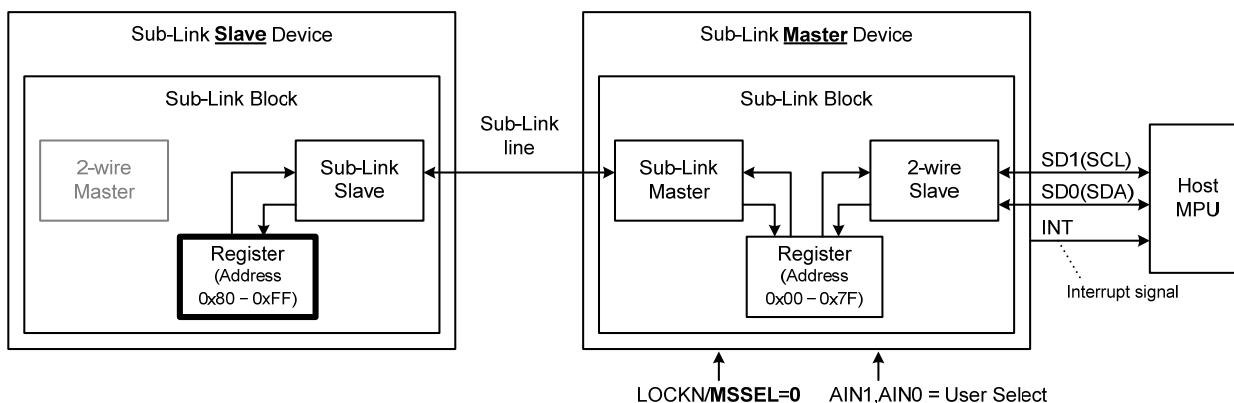 Sub-Link Slave Device
Sub-Link Block
2-wire
Master
Sub-Link
Slave
Register
(Address
0x80 – 0xFF)
Sub-Link
line
Sub-Link Master Device
Sub-Link Block
Sub-Link
Master
2-wire
Slave
Register
(Address
0x00 – 0x7F)
SD1(SCL)
SD0(SDA)
INT
Interrupt signal
Host
MPU
LOCKN/MSSEL=0
AIN1,AIN0 = User Select